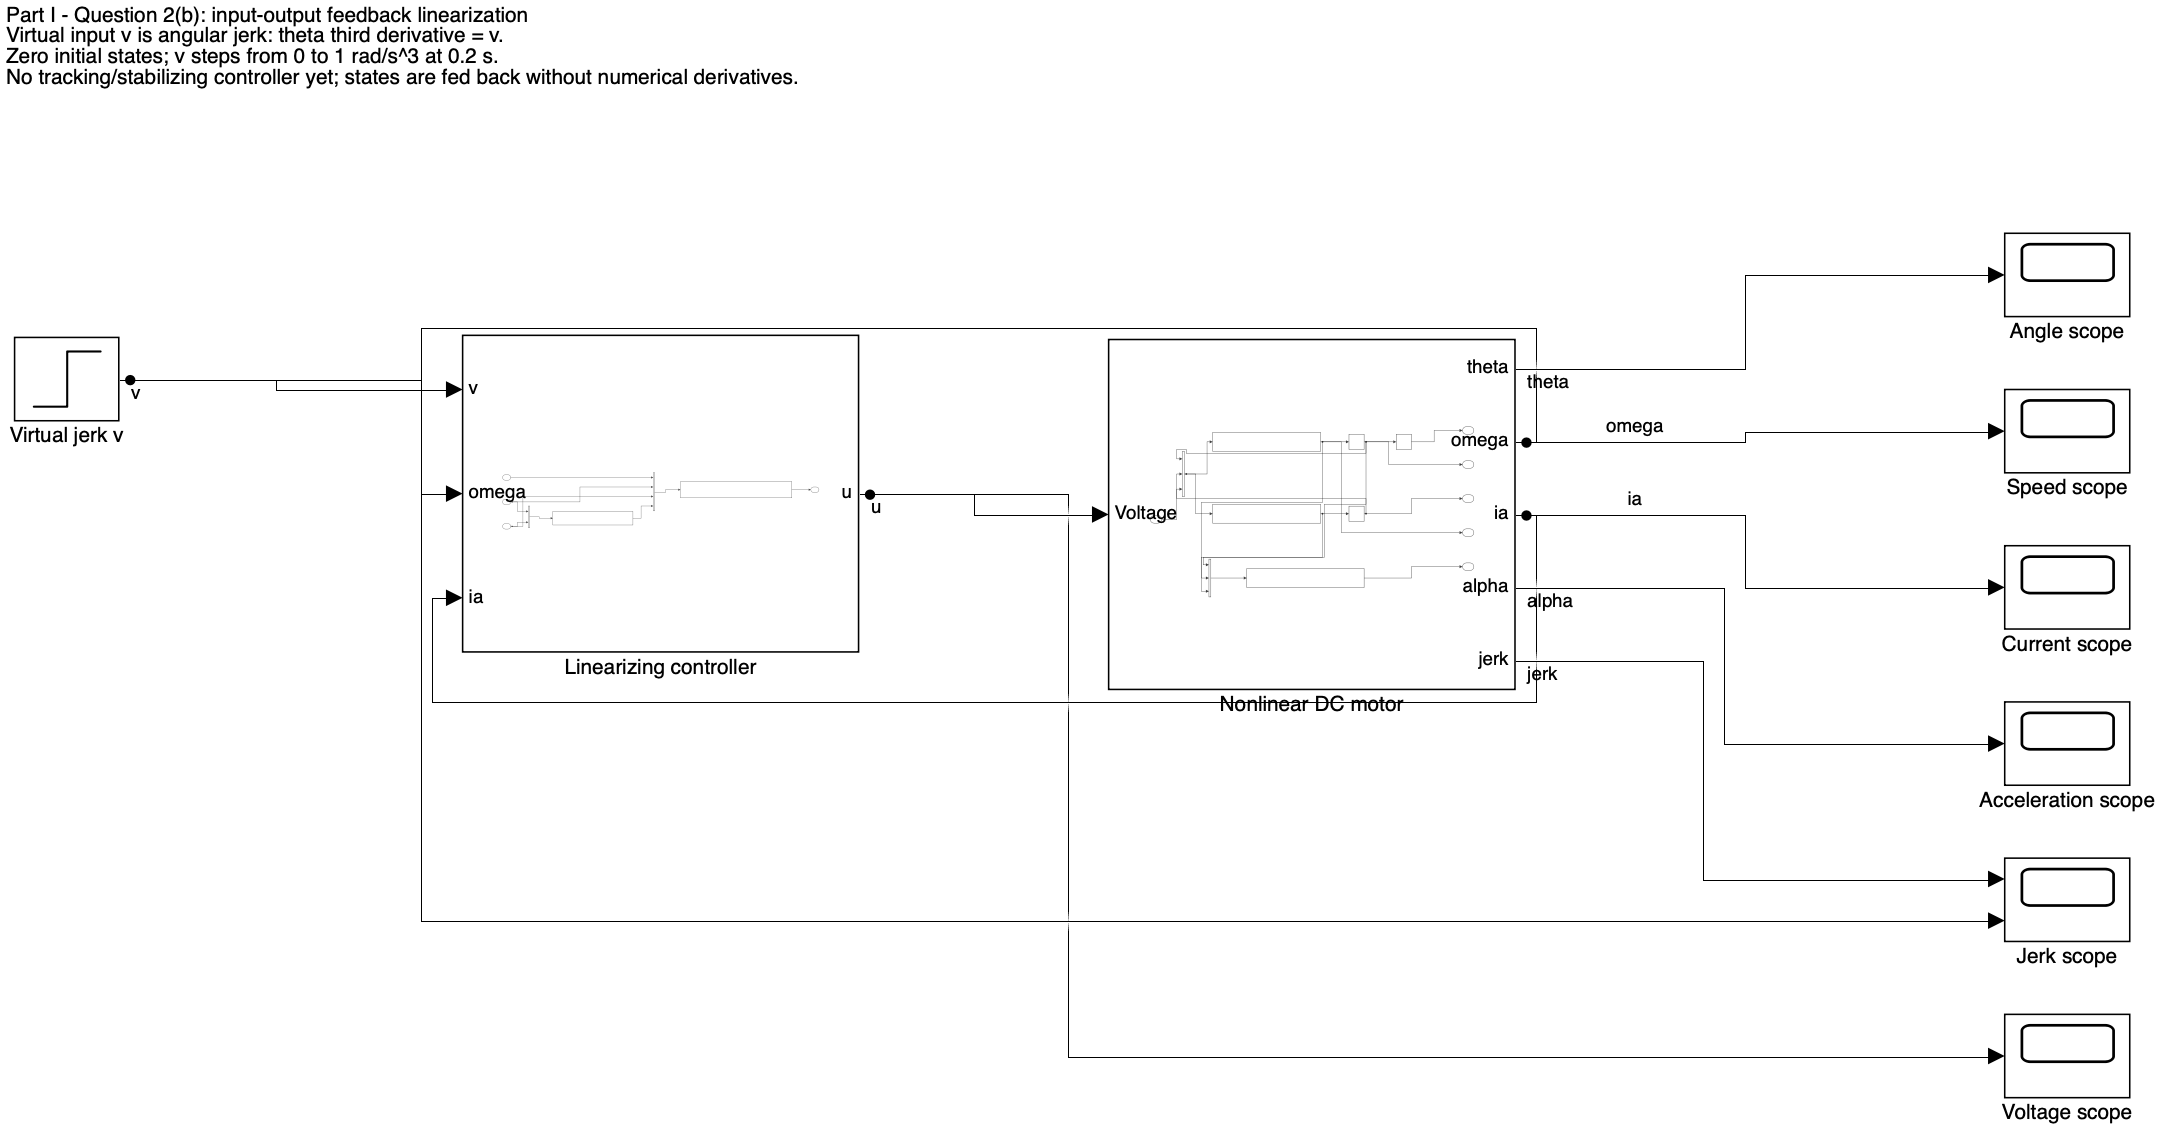 Part I - Question 2(b): input-output feedback linearization
Virtual input v is angular jerk: theta third derivative = v.
Zero initial states; v steps from 0 to 1 rad/s^3 at 0.2 s.
No tracking/stabilizing controller yet; states are fed back without numerical derivatives.
Angle scope
theta
theta
v
v
Virtual jerk v
omega
omega
Speed scope
omega
u
u
Voltage
ia
ia
Current scope
ia
alpha
alpha
Linearizing controller
jerk
jerk
Nonlinear DC motor
Acceleration scope
Jerk scope
Voltage scope